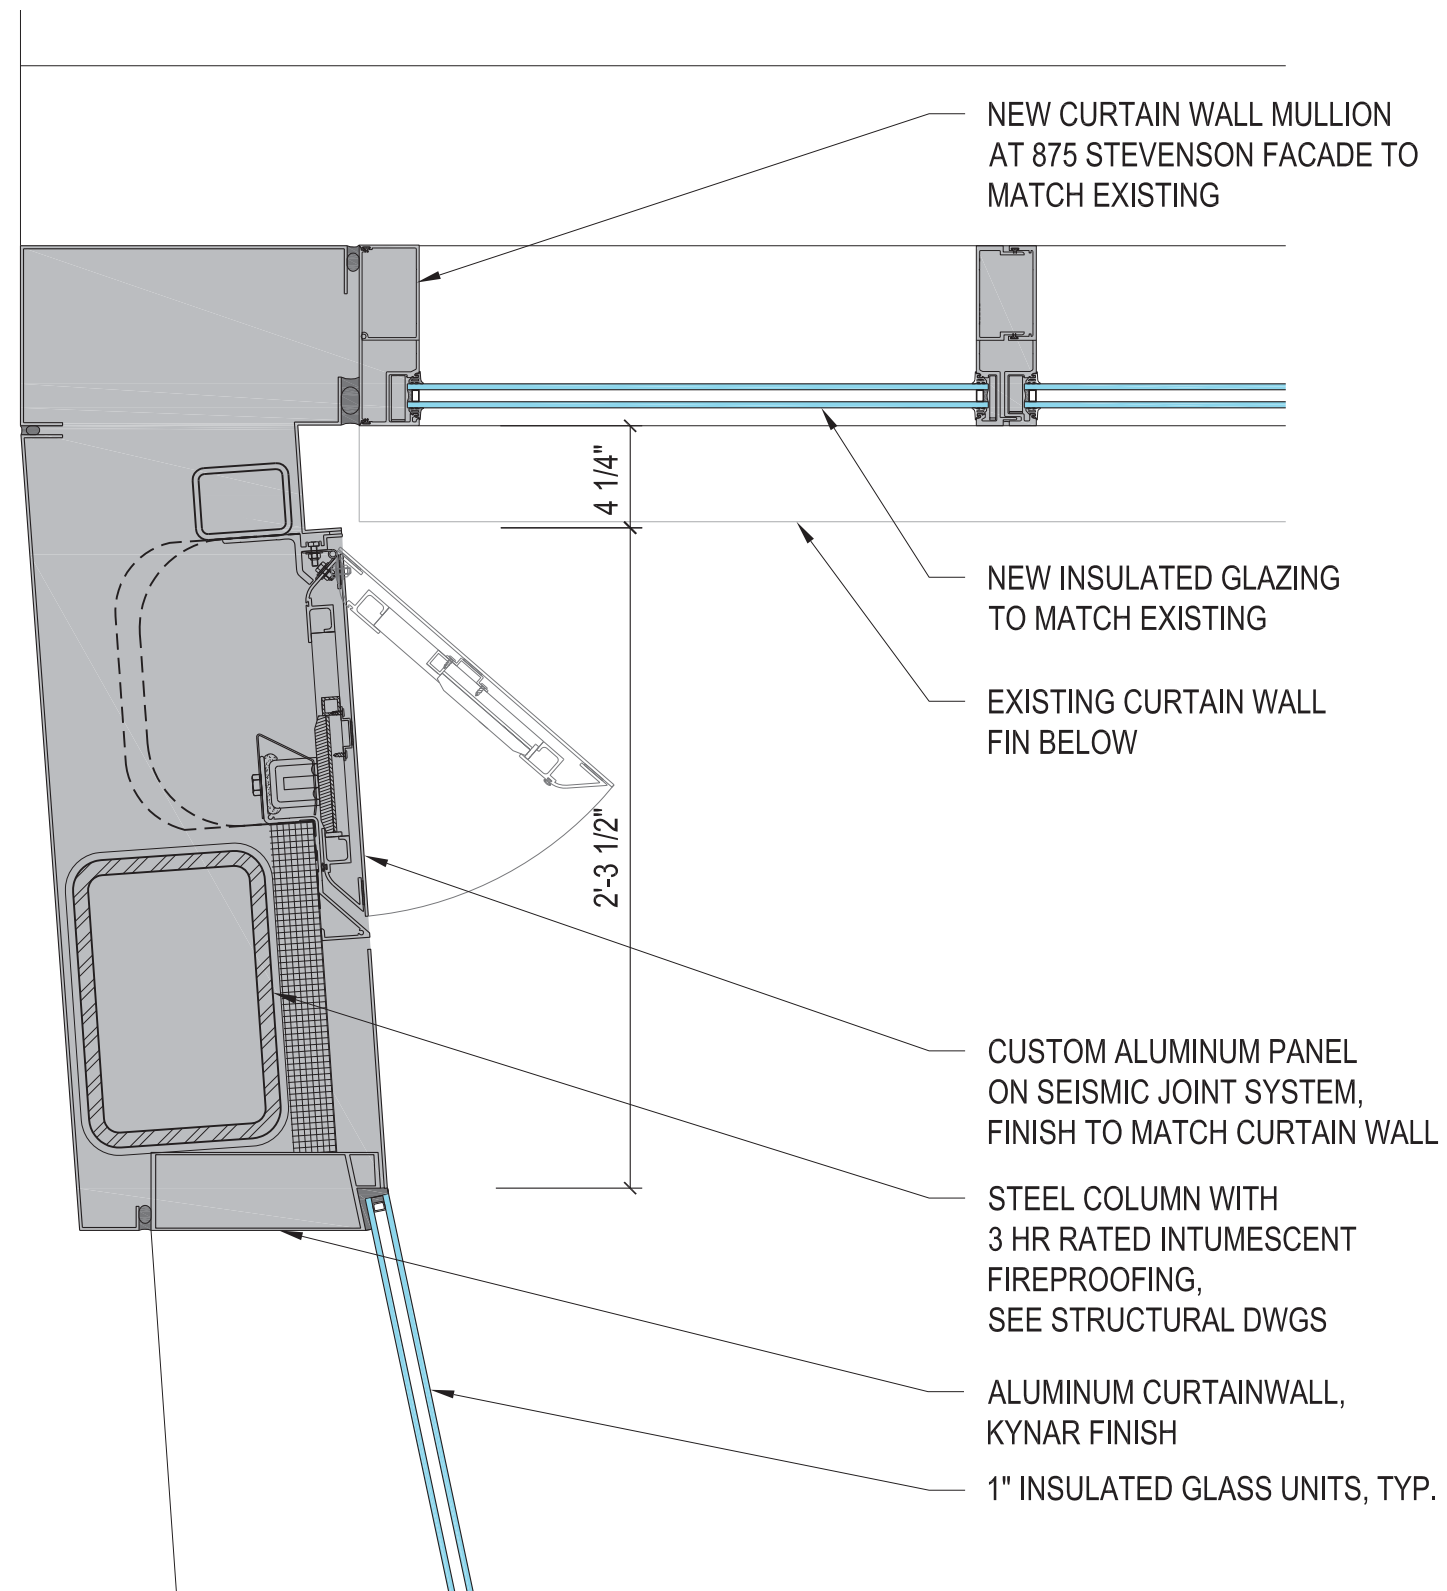 NEW CURTAIN WALL MULLION
AT 875 STEVENSON FACADE TO
MATCH EXISTING
4 1/4"
NEW INSULATED GLAZING
TO MATCH EXISTING
EXISTING CURTAIN WALL
FIN BELOW
2'-3 1/2"
CUSTOM ALUMINUM PANEL
ON SEISMIC JOINT SYSTEM,
FINISH TO MATCH CURTAIN WALL
STEEL COLUMN WITH
3 HR RATED INTUMESCENT
FIREPROOFING,
SEE STRUCTURAL DWGS
ALUMINUM CURTAINWALL,
KYNAR FINISH
1" INSULATED GLASS UNITS, TYP.